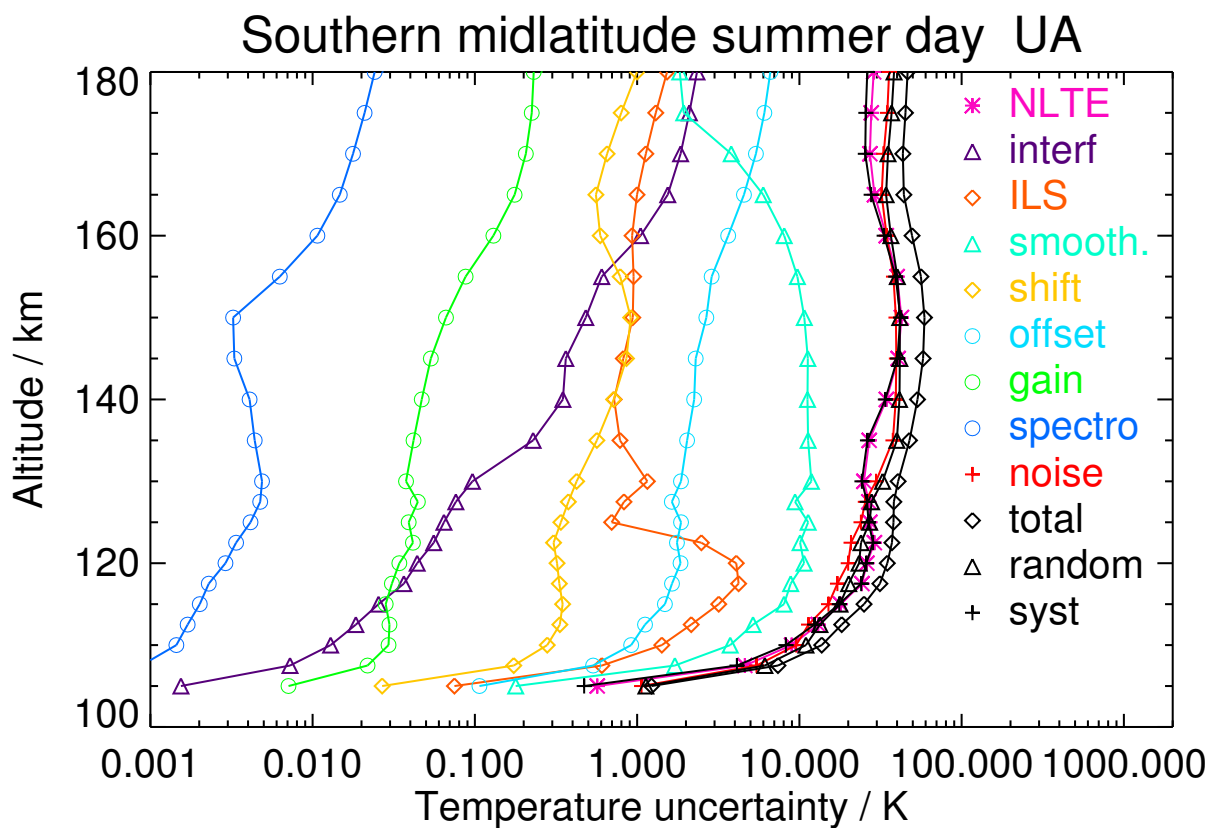 Southern midlatitude summer day UA
180
160
140
120
100
Altitude / km
NLTE
interf
ILS
smooth.
shift
offset
gain
spectro
noise
total
random
syst
0.001 0.010 0.100 1.000 10.000 100.000 1000.000
Temperature uncertainty / K